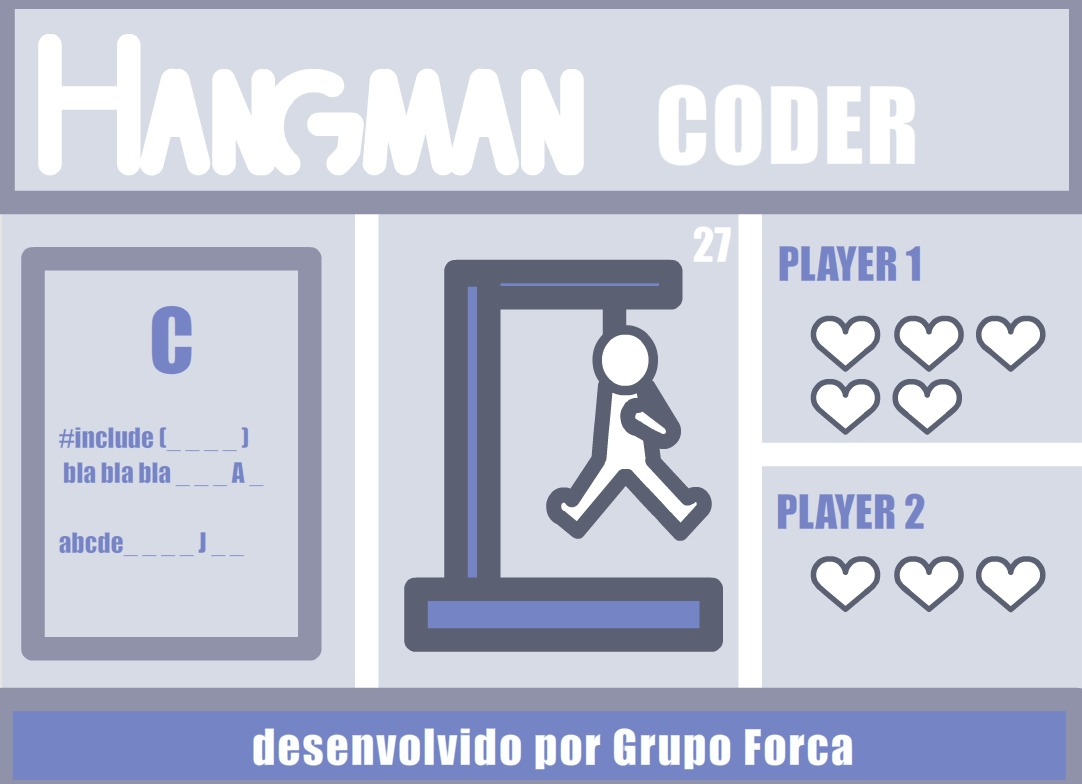 HANGMAN CODER
C
#include (_ _ _ _ )
bla bla bla _ _ _ A _
abcde_ _ _ _ J _ _
27
PLAYER 1
PLAYER 2
desenvolvido por Grupo Forca